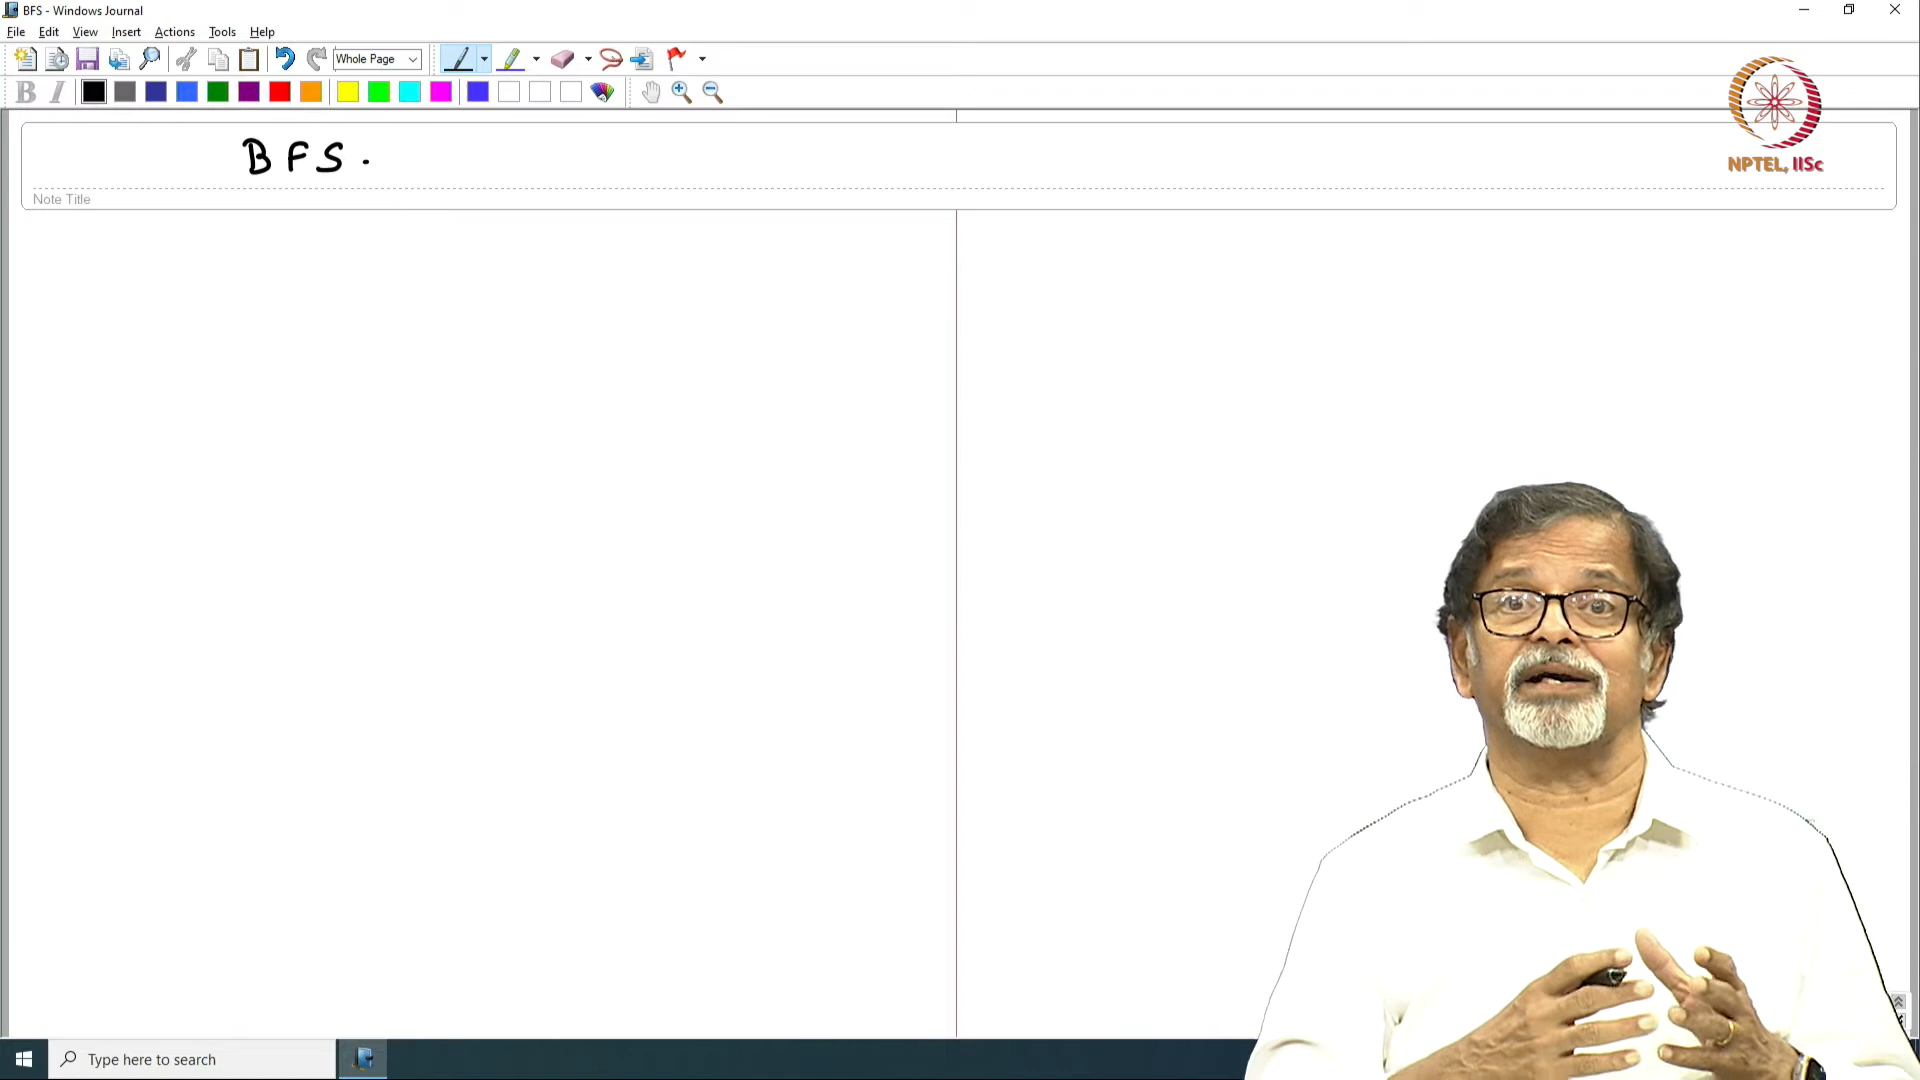 BFS - Windows Journal
File Edit View Insert Actions Tools Help
Whole Page
B I
NPTEL, IISc
BFS.
Note Title
Type here to search